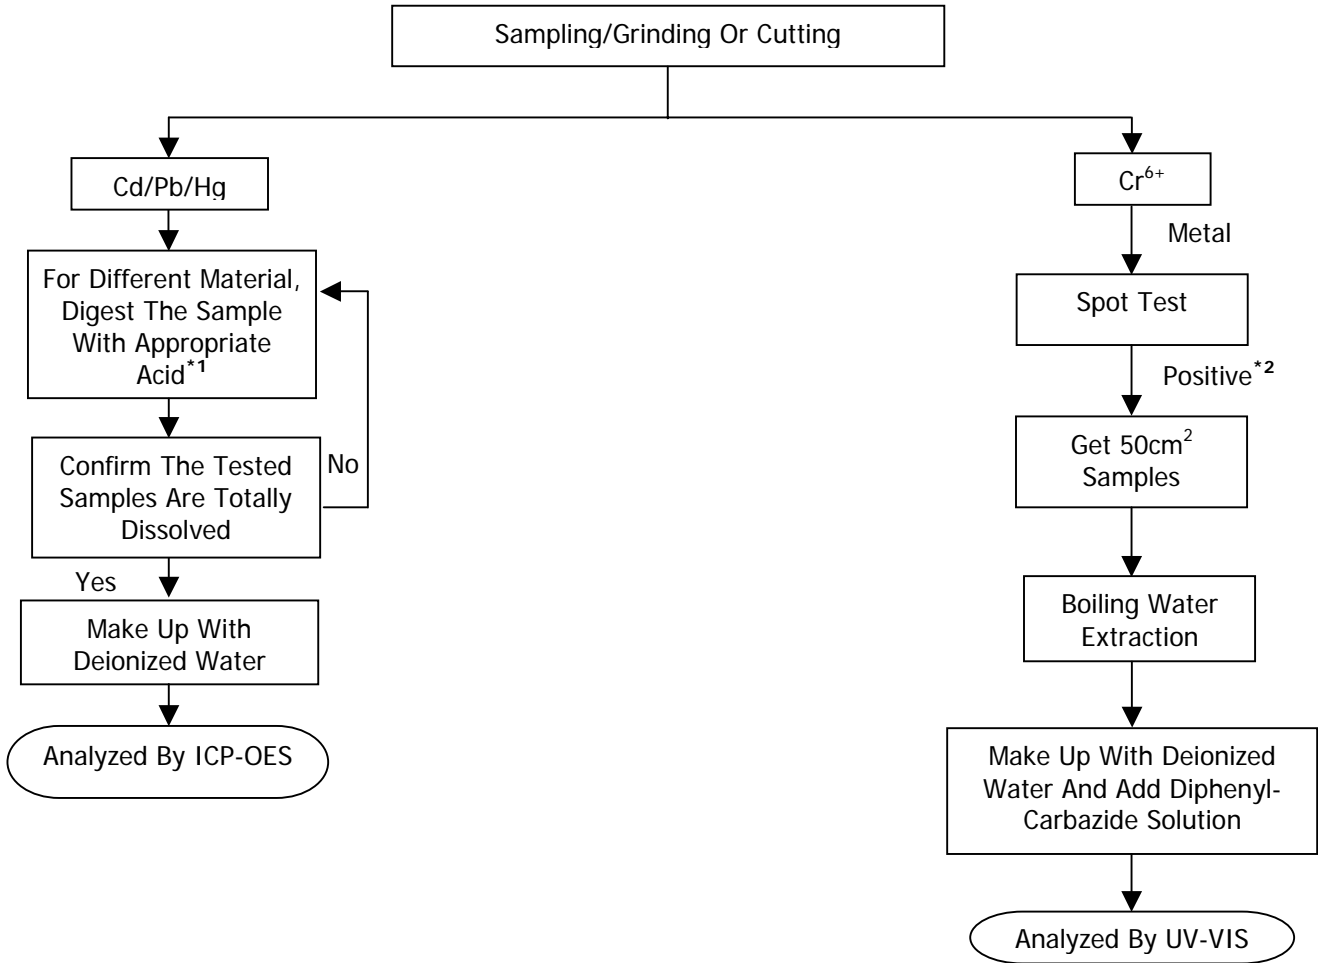 Sampling/Grinding Or Cutting
Cd/Pb/Hg
For Different Material,
Digest The Sample
With Appropriate
Acid*1
Confirm The Tested
Samples Are Totally
Dissolved
No
Yes
Make Up With
Deionized Water
Analyzed By ICP-OES
Cr6+
Metal
Spot Test
Positive*2
Get 50cm2
Samples
Boiling Water
Extraction
Make Up With Deionized
Water And Add Diphenyl-
Carbazide Solution
Analyzed By UV-VIS